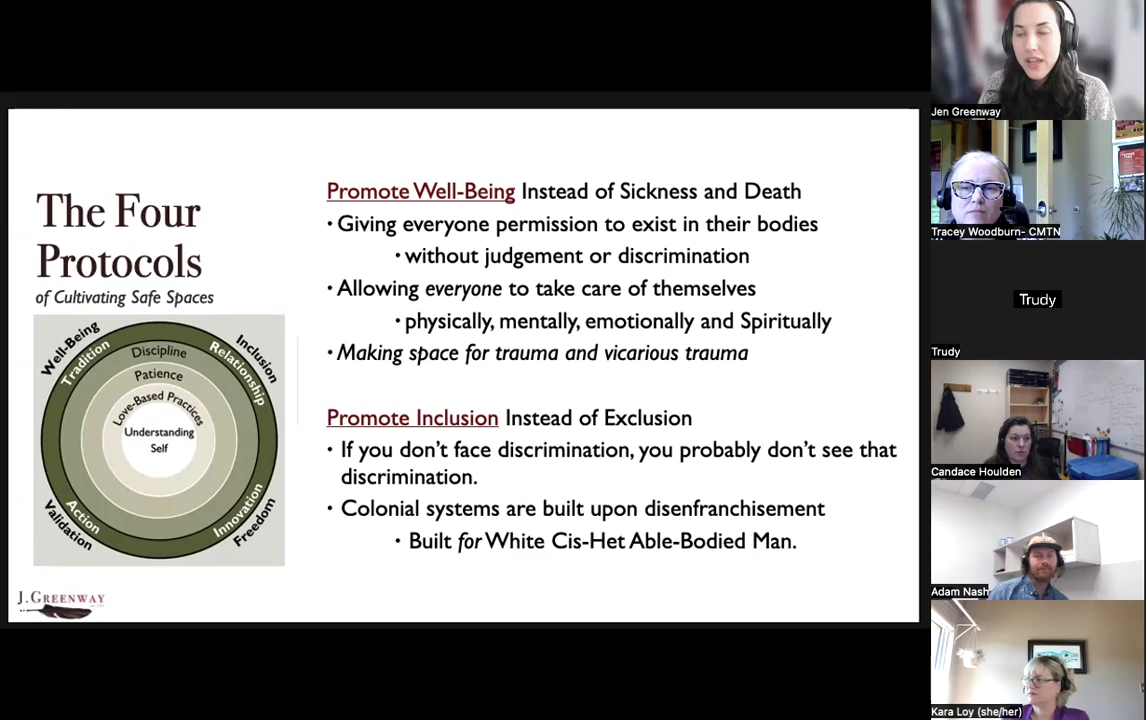 The Four
Protocols
of Cultivating Safe Spaces
Well-Being
Inclusion
Tradition
Relationship
Discipline
Patience
Love-Based Practices
Understanding
Self
Action
Innovation
Validation
Freedom
J.GREENWAY
Promote Well-Being Instead of Sickness and Death
• Giving everyone permission to exist in their bodies
• without judgement or discrimination
• Allowing everyone to take care of themselves
• physically, mentally, emotionally and Spiritually
• Making space for trauma and vicarious trauma
Promote Inclusion Instead of Exclusion
• If you don't face discrimination, you probably don't see that
discrimination.
• Colonial systems are built upon disenfranchisement
• Built for White Cis-Het Able-Bodied Man.
Jen Greenway
Tracey Woodburn- CMTN
Trudy
Trudy
Candace Houlden
Adam Nash
Kara Loy (she/her)